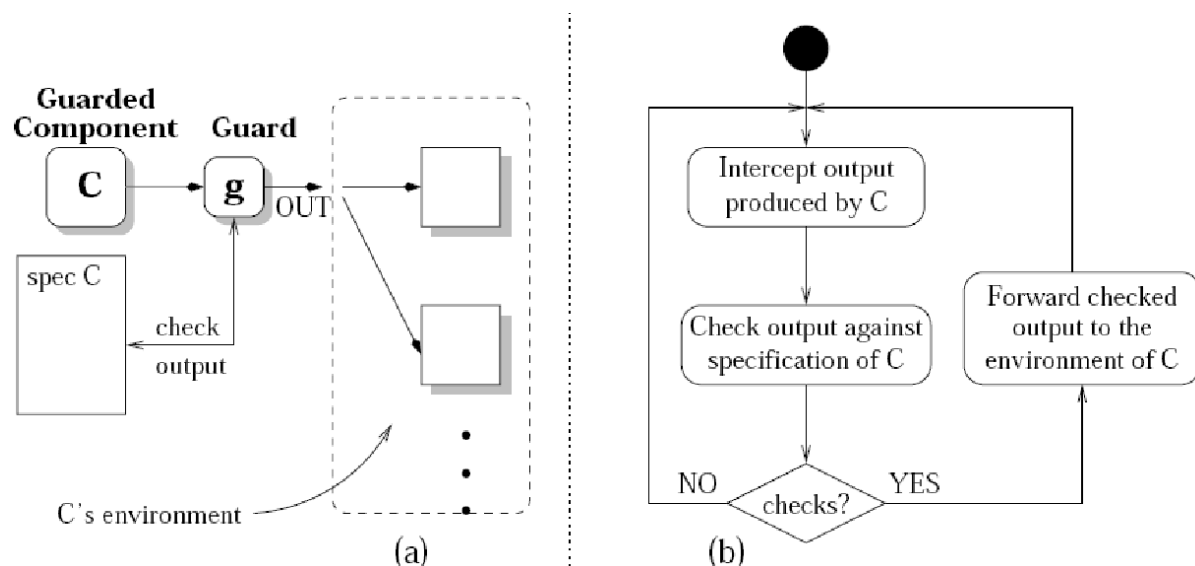 Guarded
Component
Guard
C
g
OUT
spec C
check
output
C's environment
(a)
Intercept output
produced by C
Check output against
specification of C
Forward checked
output to the
environment of C
NO
checks?
YES
(b)